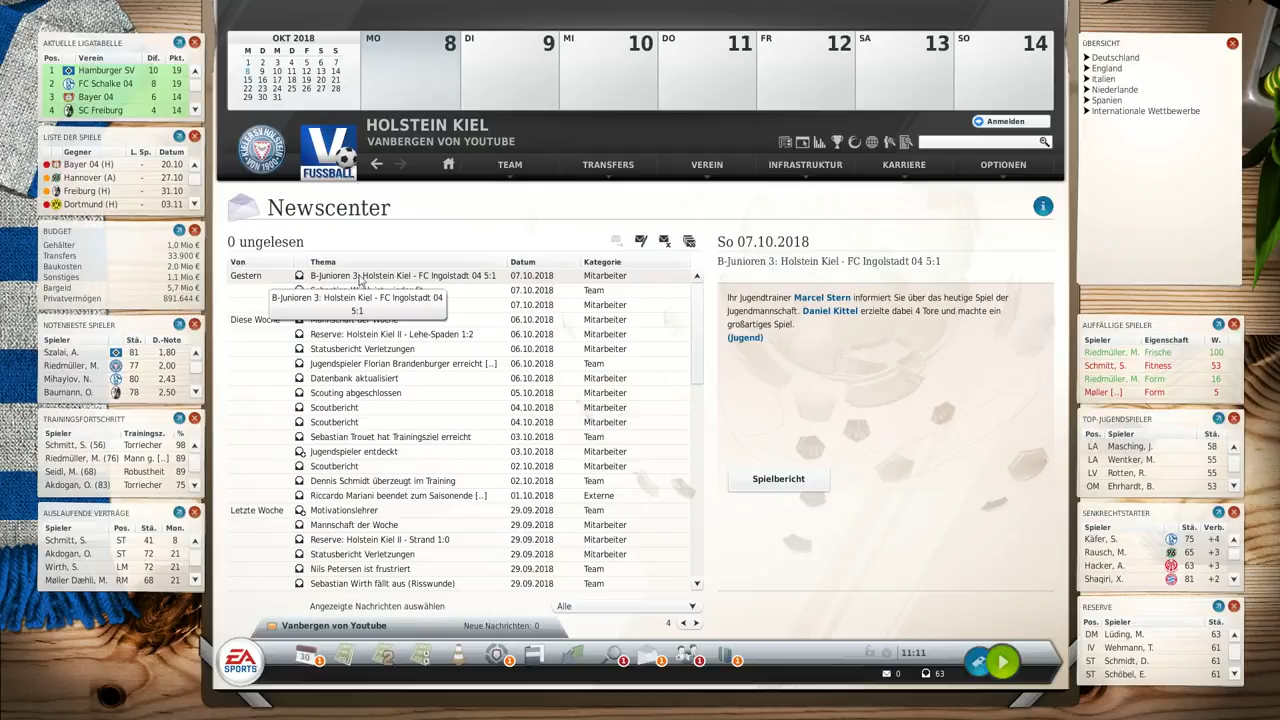 AKTUELLE LIGATABELLE
Pos. Verein Dif. Pkt.
1 Hamburger SV 10 19
2 FC Schalke 04 8 19
3 Bayer 04 6 14
4 SC Freiburg 4 14
LISTE DER SPIELE
Gegner L. Sp. Datum
Bayer 04 (H) - 20.10
Hannover (A) - 27.10
Freiburg (H) - 31.10
Dortmund (H) - 03.11
BUDGET
Gehälter 1,0 Mio €
Transfers 33.900 €
Baukosten 2,0 Mio €
Sonstiges 1,1 Mio €
Bargeld 5,7 Mio €
Privatvermögen 891.644 €
NOTENBESTE SPIELER
Spieler Stä. D.-Note
Szalai, A. 81 1,80
Riedmüller, M. 77 2,00
Mihaylov, N. 80 2,43
Baumann, O. 78 2,50
TRAININGSFORTSCHRITT
Spieler Trainingsz. %
Schmitt, S. (56) Torriecher 98
Riedmüller, M. (76) Mann g. [..] 89
Seidl, M. (68) Robustheit 89
Akdogan, O. (83) Torriecher 75
AUSLAUFENDE VERTRÄGE
Spieler Pos. Stä. Mon.
Schmitt, S. ST 41 8
Akdogan, O. ST 72 21
Wirth, S. LM 72 21
Møller Dæhli, M. RM 68 21
OKT 2018
M D M D F S S
1 2 3 4 5 6 7
8 9 10 11 12 13 14
15 16 17 18 19 20 21
22 23 24 25 26 27 28
29 30 31
MO 8
DI 9
MI 10
DO 11
FR 12
SA 13
SO 14
HOLSTEIN KIEL
VANBERGEN VON YOUTUBE
Anmelden
V
FUSSBALL
TEAM TRANSFERS VEREIN INFRASTRUKTUR KARRIERE OPTIONEN
Newscenter
0 ungelesen
Von Thema Datum Kategorie
Gestern B-Junioren 3: Holstein Kiel - FC Ingolstadt 04 5:1 07.10.2018 Mitarbeiter
07.10.2018 Team
B-Junioren 3: Holstein Kiel - FC Ingolstadt 04
5:1
07.10.2018 Mitarbeiter
Diese Woche Mannschaft der Woche 06.10.2018 Mitarbeiter
Reserve: Holstein Kiel II - Lehe-Spaden 1:2 06.10.2018 Mitarbeiter
Statusbericht Verletzungen 06.10.2018 Mitarbeiter
Jugendspieler Florian Brandenburger erreicht [..] 06.10.2018 Team
Datenbank aktualisiert 06.10.2018 Mitarbeiter
Scouting abgeschlossen 05.10.2018 Mitarbeiter
Scoutbericht 04.10.2018 Mitarbeiter
Scoutbericht 04.10.2018 Mitarbeiter
Sebastian Trouet hat Trainingsziel erreicht 03.10.2018 Team
Jugendspieler entdeckt 03.10.2018 Mitarbeiter
Scoutbericht 02.10.2018 Mitarbeiter
Dennis Schmitt überzeugt im Training 02.10.2018 Team
Riccardo Mariani beendet zum Saisonende [..] 01.10.2018 Externe
Letzte Woche Motivationslehrer 29.09.2018 Team
Mannschaft der Woche 29.09.2018 Mitarbeiter
Reserve: Holstein Kiel II - Strand 1:0 29.09.2018 Mitarbeiter
Statusbericht Verletzungen 29.09.2018 Mitarbeiter
Nils Petersen ist frustriert 29.09.2018 Team
Sebastian Wirth fällt aus (Risswunde) 29.09.2018 Team
Angezeigte Nachrichten auswählen Alle
4
So 07.10.2018
B-Junioren 3: Holstein Kiel - FC Ingolstadt 04 5:1
Ihr Jugendtrainer Marcel Stern informiert Sie über das heutige Spiel der
Jugendmannschaft. Daniel Kittel erzielte dabei 4 Tore und machte ein
großartiges Spiel.
(Jugend)
Spielbericht
Vanbergen von Youtube Neue Nachrichten: 0
EA
SPORTS
30 1 2 1 1 1 1 1
11:11
0 63
ÜBERSICHT
Deutschland
England
Italien
Niederlande
Spanien
Internationale Wettbewerbe
AUFFÄLLIGE SPIELER
Spieler Eigenschaft W.
Riedmüller, M. Frische 100
Schmitt, S. Fitness 53
Riedmüller, M. Form 16
Møller [..] Form 5
TOP-JUGENDSPIELER
Pos. Spieler Stä.
LA Masching, J. 58
LA Wentker, M. 55
LV Rotten, R. 55
OM Ehrhardt, B. 53
SENKRECHTSTARTER
Spieler Stä. Verb.
Käfer, S. 75 +4
Rausch, M. 65 +3
Hacker, A. 63 +3
Shaqiri, X. 81 +2
RESERVE
Pos. Spieler Stä.
DM Lüding, M. 63
IV Wehmann, T. 61
ST Schmidt, D. 61
ST Schöbel, E. 61